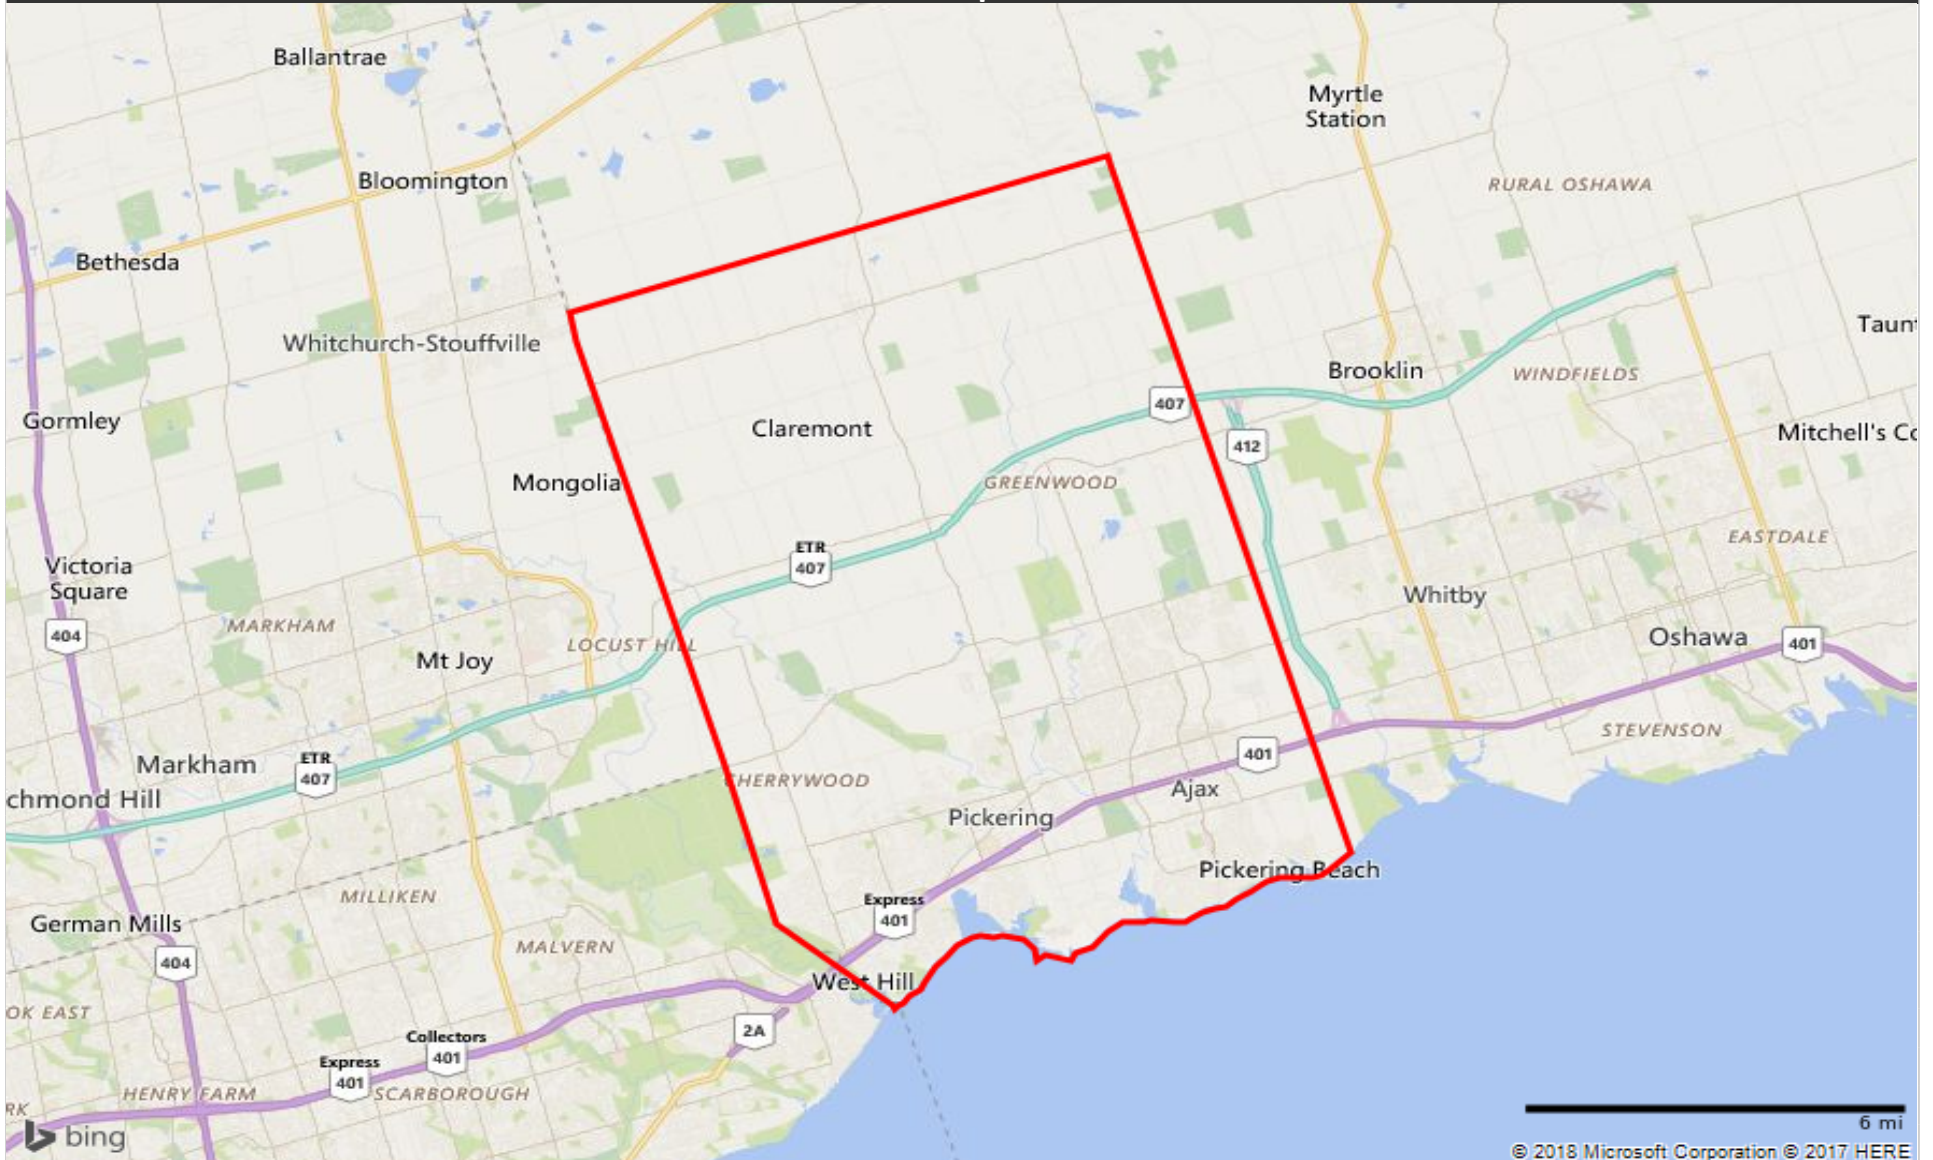 Ballantrae
Myrtle
Station
Bloomington
RURAL OSHAWA
Bethesda
Taunt
Whitchurch-Stouffville
Brooklin
WINDFIELDS
407
Gormley
Claremont
Mitchell's Co
412
Mongolia
GREENWOOD
EASTDALE
ETR
407
Victoria
Square
Whitby
MARKHAM
404
LOCUST HILL
Oshawa
401
Mt Joy
STEVENSON
Markham
ETR
407
401
CHERRYWOOD
Ajax
chmond Hill
Pickering
Pickering Beach
MILLIKEN
Express
401
German Mills
MALVERN
404
West Hill
OK EAST
2A
Collectors
401
Express
401
HENRY FARM
SCARBOROUGH
RK
bing
6 mi
© 2018 Microsoft Corporation © 2017 HERE